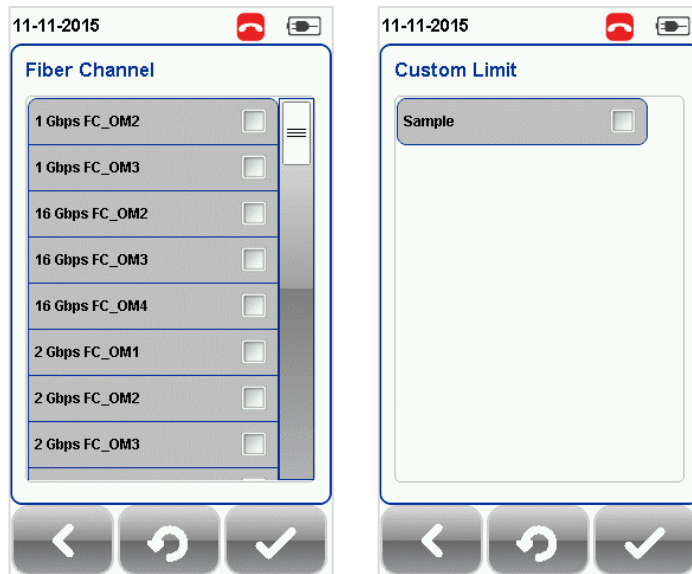 11-11-2015
Fiber Channel
1 Gbps FC_OM2
1 Gbps FC_OM3
16 Gbps FC_OM2
16 Gbps FC_OM3
16 Gbps FC_OM4
2 Gbps FC_OM1
2 Gbps FC_OM2
2 Gbps FC_OM3
11-11-2015
Custom Limit
Sample